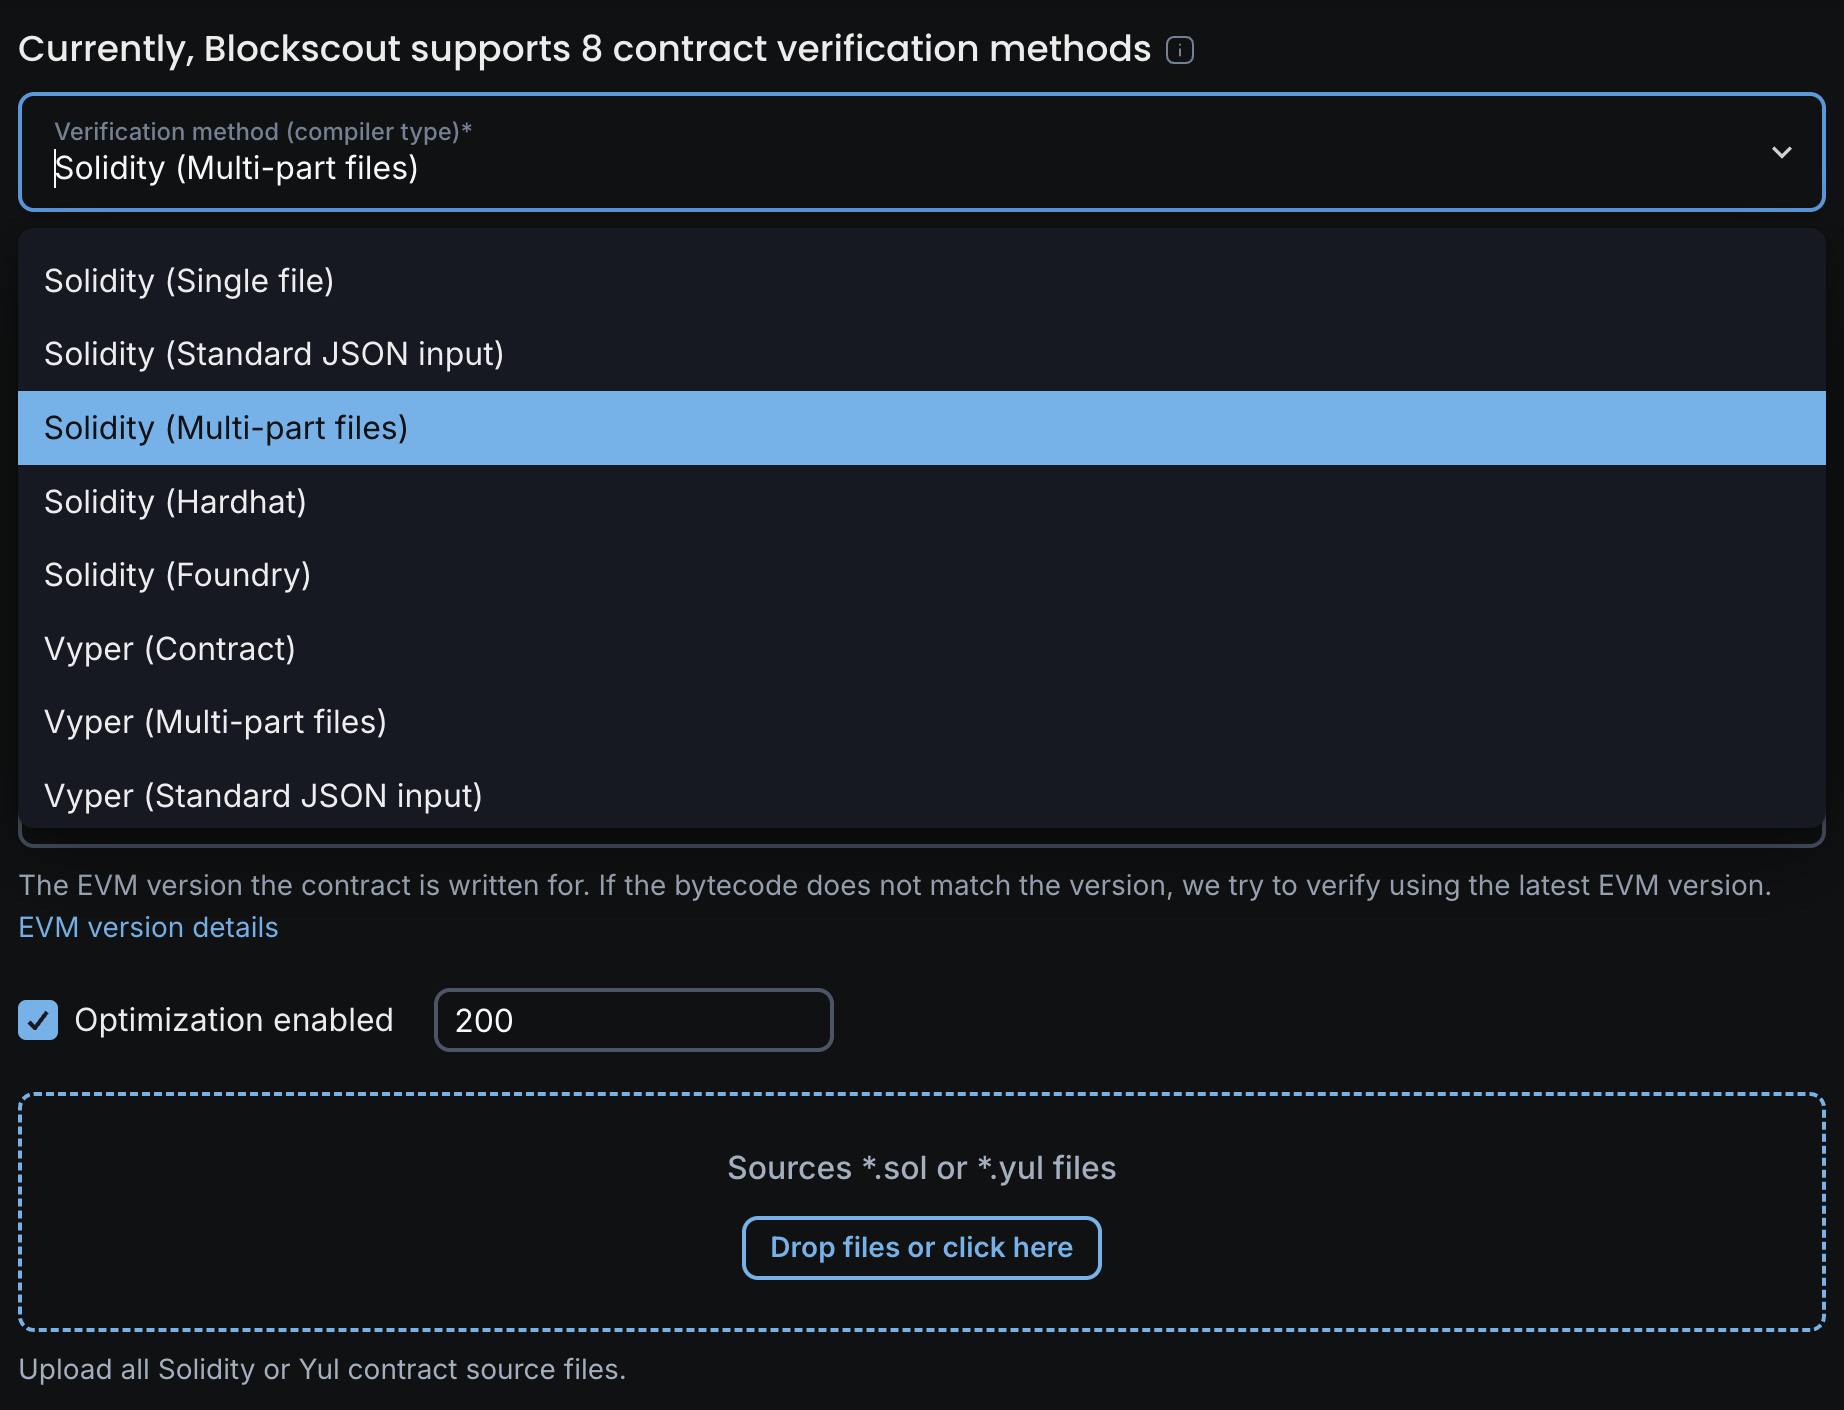 Currently, Blockscout supports 8 contract verification methods
Verification method (compiler type)*
Solidity (Multi-part files)
Solidity (Single file)
Solidity (Standard JSON input)
Solidity (Multi-part files)
Solidity (Hardhat)
Solidity (Foundry)
Vyper (Contract)
Vyper (Multi-part files)
Vyper (Standard JSON input)
The EVM version the contract is written for. If the bytecode does not match the version, we try to verify using the latest EVM version.
EVM version details
Optimization enabled 200
Sources *.sol or *.yul files
Drop files or click here
Upload all Solidity or Yul contract source files.